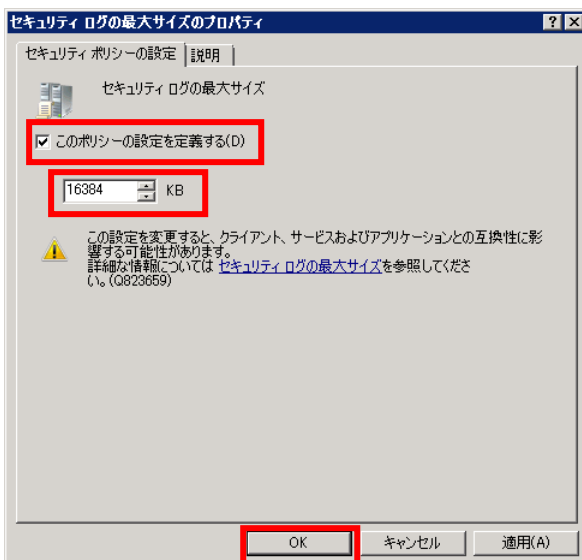 セキュリティ ログの最大サイズのプロパティ
セキュリティ ポリシーの設定 説明
セキュリティ ログの最大サイズ
このポリシーの設定を定義する(D)
16384 KB
この設定を変更すると、クライアント、サービスおよびアプリケーションとの互換性に影
響する可能性があります。
詳細な情報については セキュリティ ログの最大サイズを参照してくださ
い。(Q823659)
OK キャンセル 適用(A)